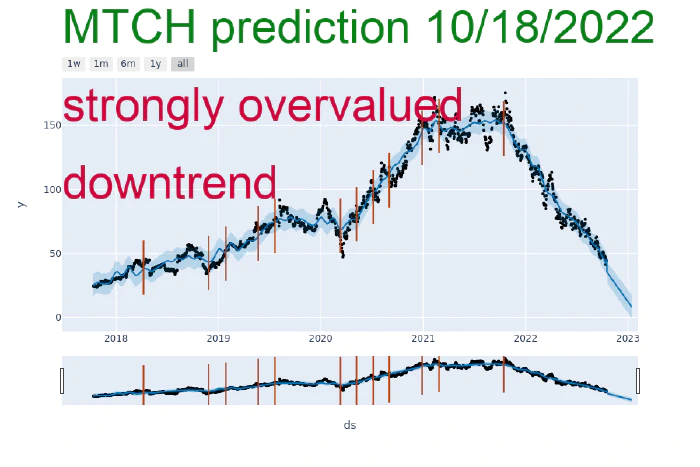 MTCH prediction 10/18/2022
1w 1m 6m 1y all
strongly overvalued
downtrend
150
100
50
0
y
2018 2019 2020 2021 2022 2023
ds